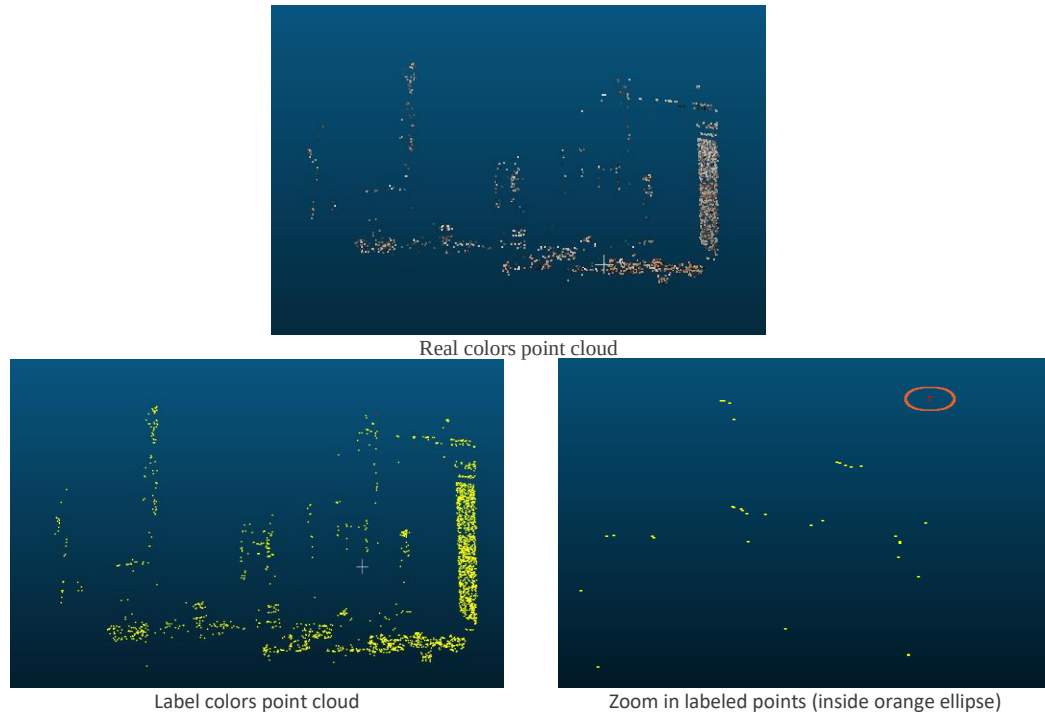 Real colors point cloud
Label colors point cloud
Zoom in labeled points (inside orange ellipse)